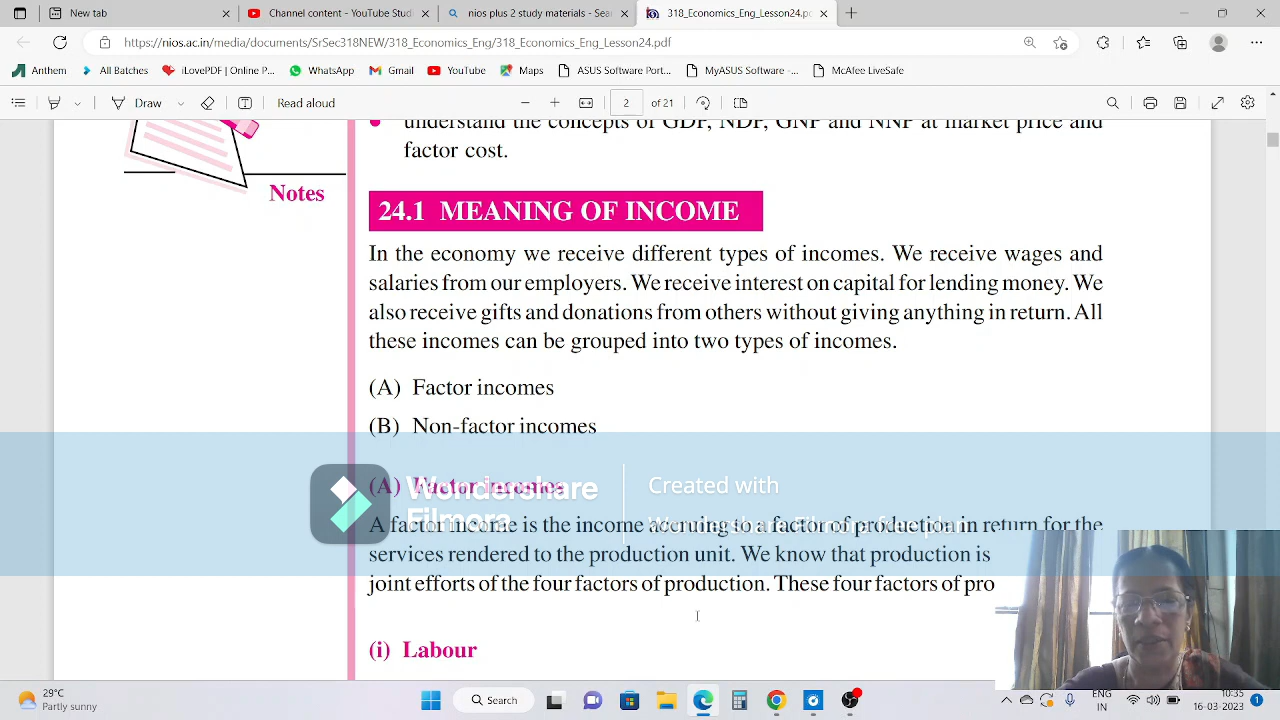 New Tab
YouTube Studio
nios plus 2 study materials - Sear
318_Economics_Eng_Lesson24.pdf
https://nios.ac.in/media/documents/SrSec318NEW/318_Economics_Eng/318_Economics_Eng_Lesson24.pdf
Anthem
All Batches
iLovePDF | Online P...
WhatsApp
Gmail
YouTube
Maps
ASUS Software Port...
MyASUS Software -...
McAfee LiveSafe
Draw
Read aloud
2 of 21
understand the concepts of GDP, NDP, GNP and NNP at market price and
factor cost.
Notes
24.1 MEANING OF INCOME
In the economy we receive different types of incomes. We receive wages and
salaries from our employers. We receive interest on capital for lending money. We
also receive gifts and donations from others without giving anything in return. All
these incomes can be grouped into two types of incomes.
(A) Factor incomes
(B) Non-factor incomes
(A) Factor incomes
Wondershare
Filmora
Created with
Wondershare Filmora free plan
A factor income is the income accruing to a factor of production in return for the
services rendered to the production unit. We know that production is
joint efforts of the four factors of production. These four factors of pro
(i) Labour
29°C
Partly sunny
Search
ENG
IN
10:35
16-03-2023
1